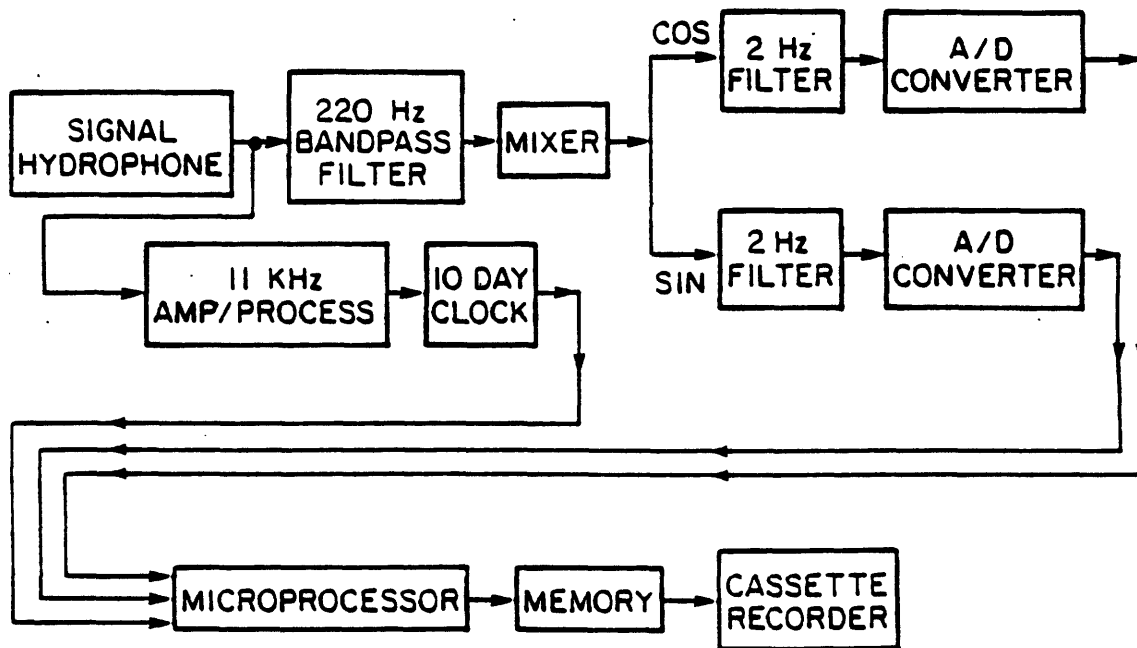 SIGNAL
HYDROPHONE
220 Hz
BANDPASS
FILTER
MIXER
COS
2 Hz
FILTER
A/D
CONVERTER
SIN
2 Hz
FILTER
A/D
CONVERTER
11 KHz
AMP/PROCESS
10 DAY
CLOCK
MICROPROCESSOR
MEMORY
CASSETTE
RECORDER